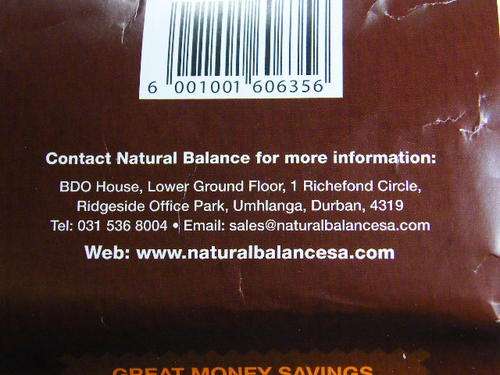 6 001001 606356
Contact Natural Balance for more information:
BDO House, Lower Ground Floor, 1 Richefond Circle,
Ridgeside Office Park, Umhlanga, Durban, 4319
Tel: 031 536 8004 • Email: sales@naturalbalancesa.com
Web: www.naturalbalancesa.com
GREAT MONEY SAVINGS